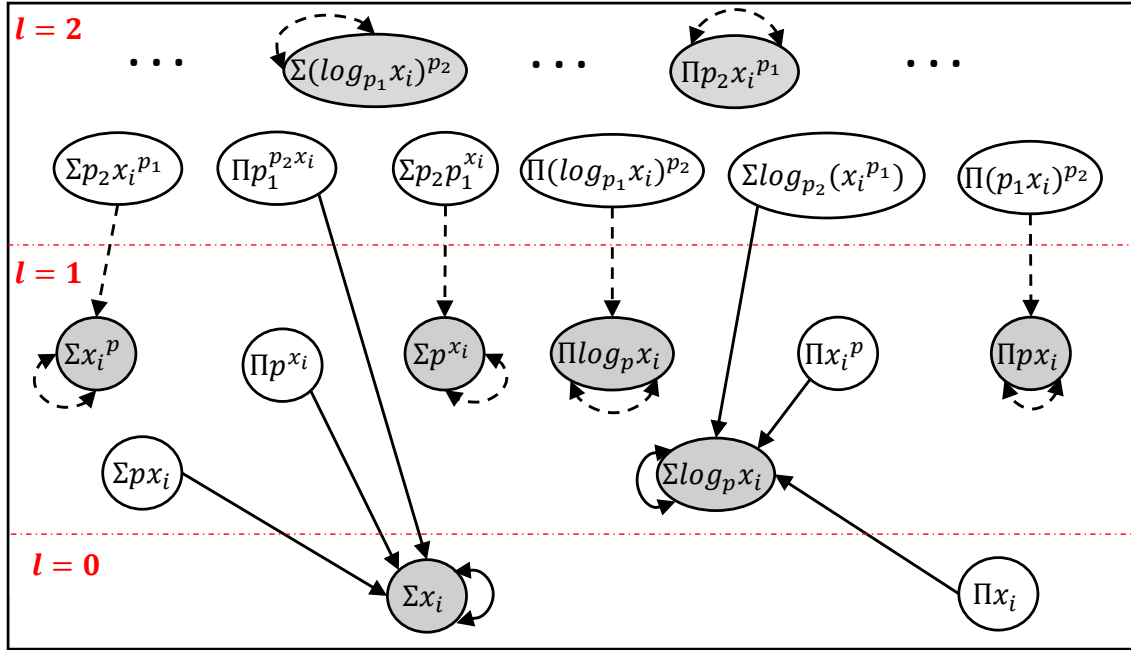 l = 2
Σ(log_{p_1} x_i)^{p_2}
Πp_2 x_i^{p_1}
. . .
. . .
. . .
Σp_2 x_i^{p_1}
Πp_1^{p_2 x_i}
Σp_2 p_1^{x_i}
Π(log_{p_1} x_i)^{p_2}
Σlog_{p_2}(x_i^{p_1})
Π(p_1 x_i)^{p_2}
l = 1
Σx_i^p
Πp^{x_i}
Σp^{x_i}
Πlog_p x_i
Πx_i^p
Πpx_i
Σpx_i
Σlog_p x_i
l = 0
Σx_i
Πx_i